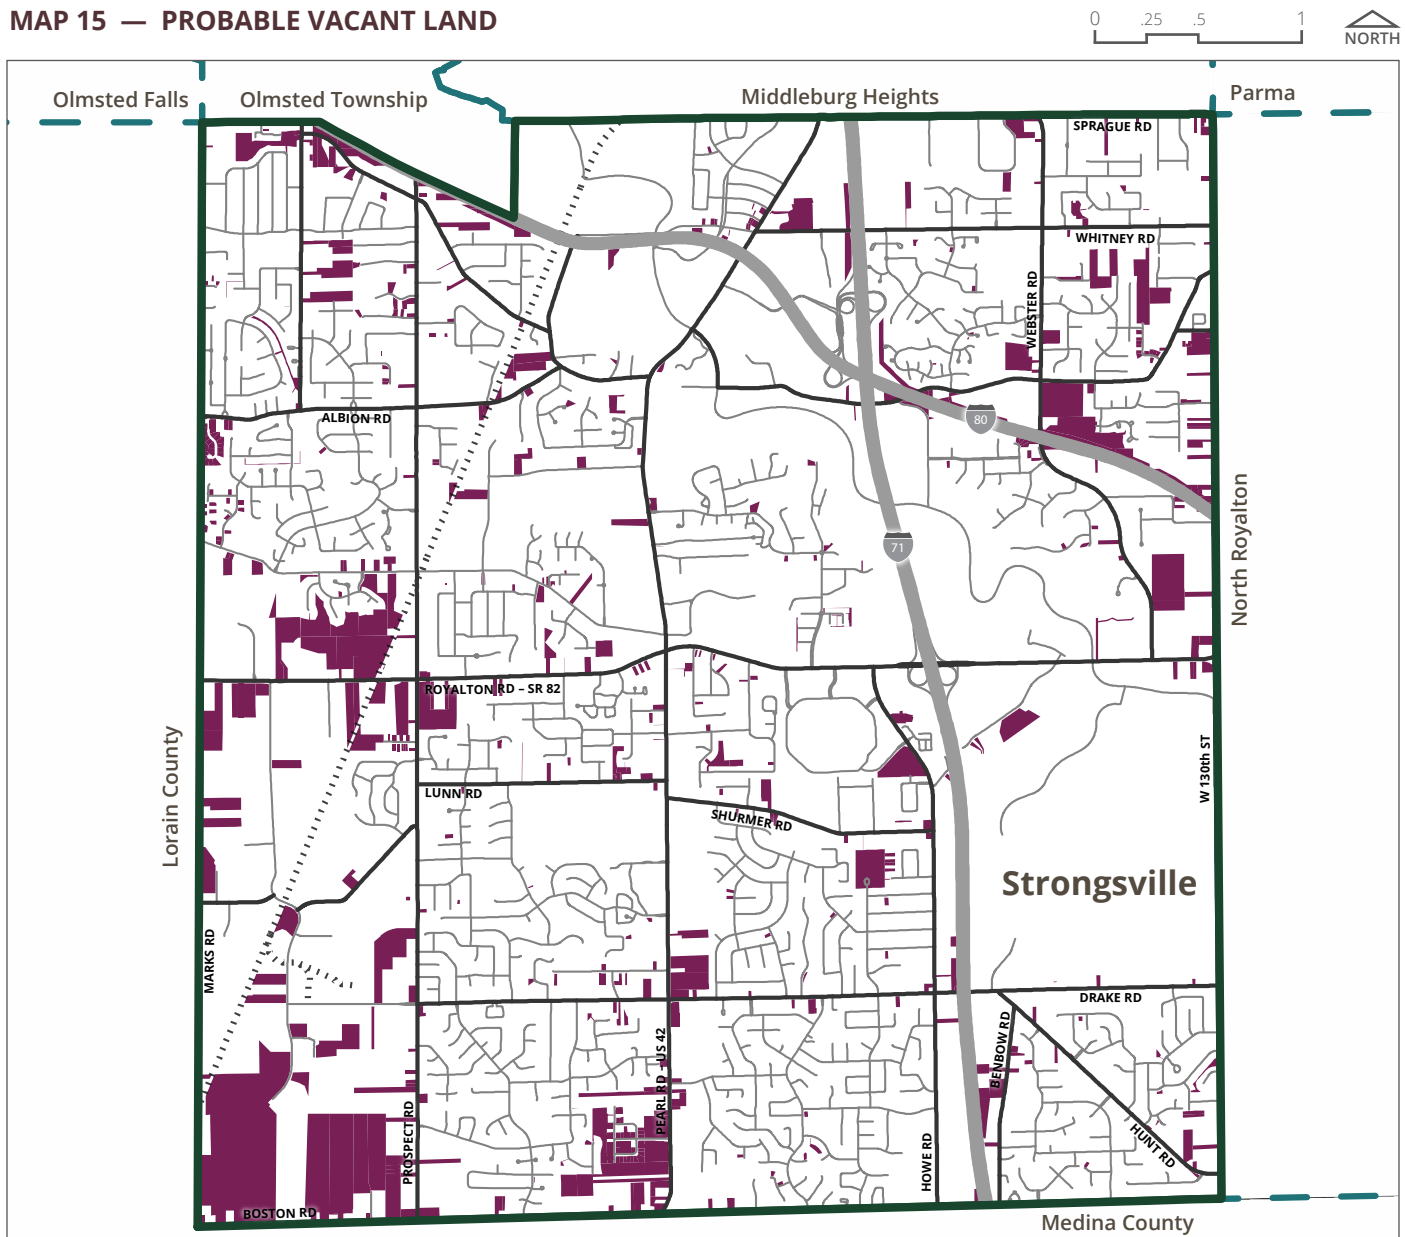 MAP 15 — PROBABLE VACANT LAND
0 .25 .5 1
NORTH
Olmsted Falls
Olmsted Township
Middleburg Heights
Parma
SPRAGUE RD
WHITNEY RD
WEBSTER RD
ALBION RD
80
North Royalton
71
ROYALTON RD – SR 82
Lorain County
W 130th ST
LUNN RD
SHURMER RD
Strongsville
MARKS RD
DRAKE RD
BENBOW RD
PEARL RD – US 42
PROSPECT RD
HOWE RD
HUNT RD
BOSTON RD
Medina County